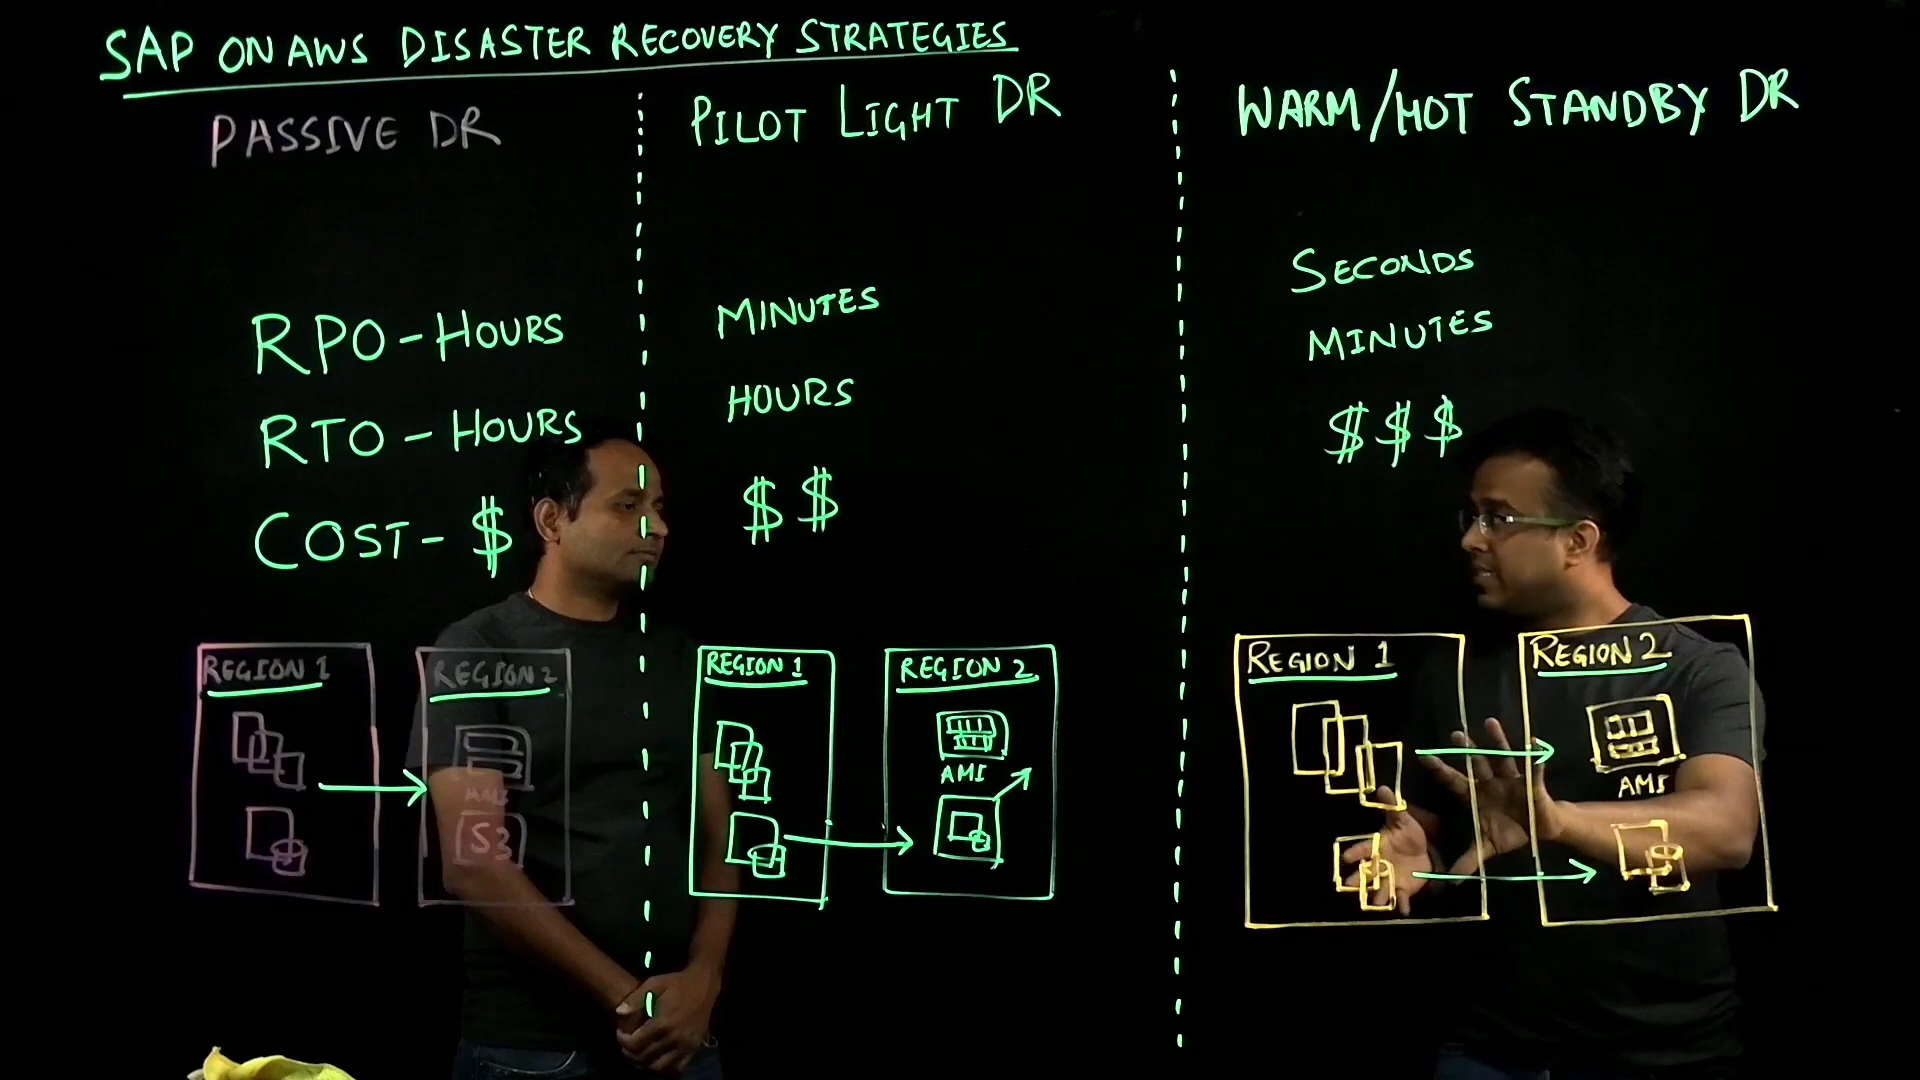 SAP ON AWS DISASTER RECOVERY STRATEGIES
PASSIVE DR
RPO - HOURS
RTO - HOURS
COST - $
REGION 1
REGION 2
AMI
S3
PILOT LIGHT DR
MINUTES
HOURS
$ $
REGION 1
REGION 2
AMI
WARM/HOT STANDBY DR
SECONDS
MINUTES
$ $ $
REGION 1
REGION 2
AMI